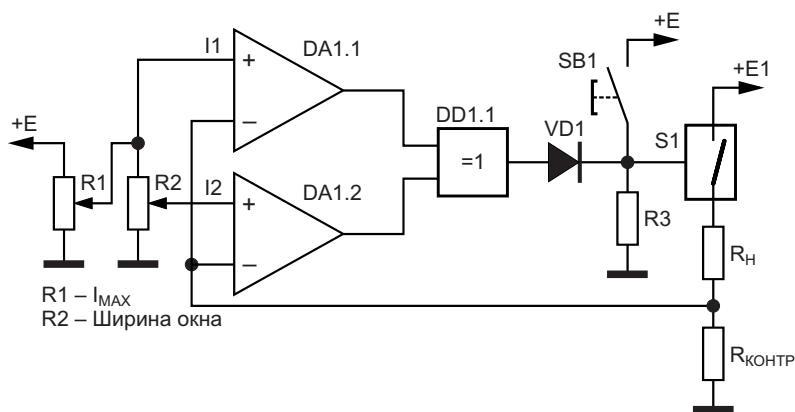 I1
DA1.1
+E
SB1
+E1
+
–
DD1.1
VD1
S1
+E
=1
R1
R2
I2
DA1.2
+
–
R3
RН
R1 – IMAX
R2 – Ширина окна
RКОНТР